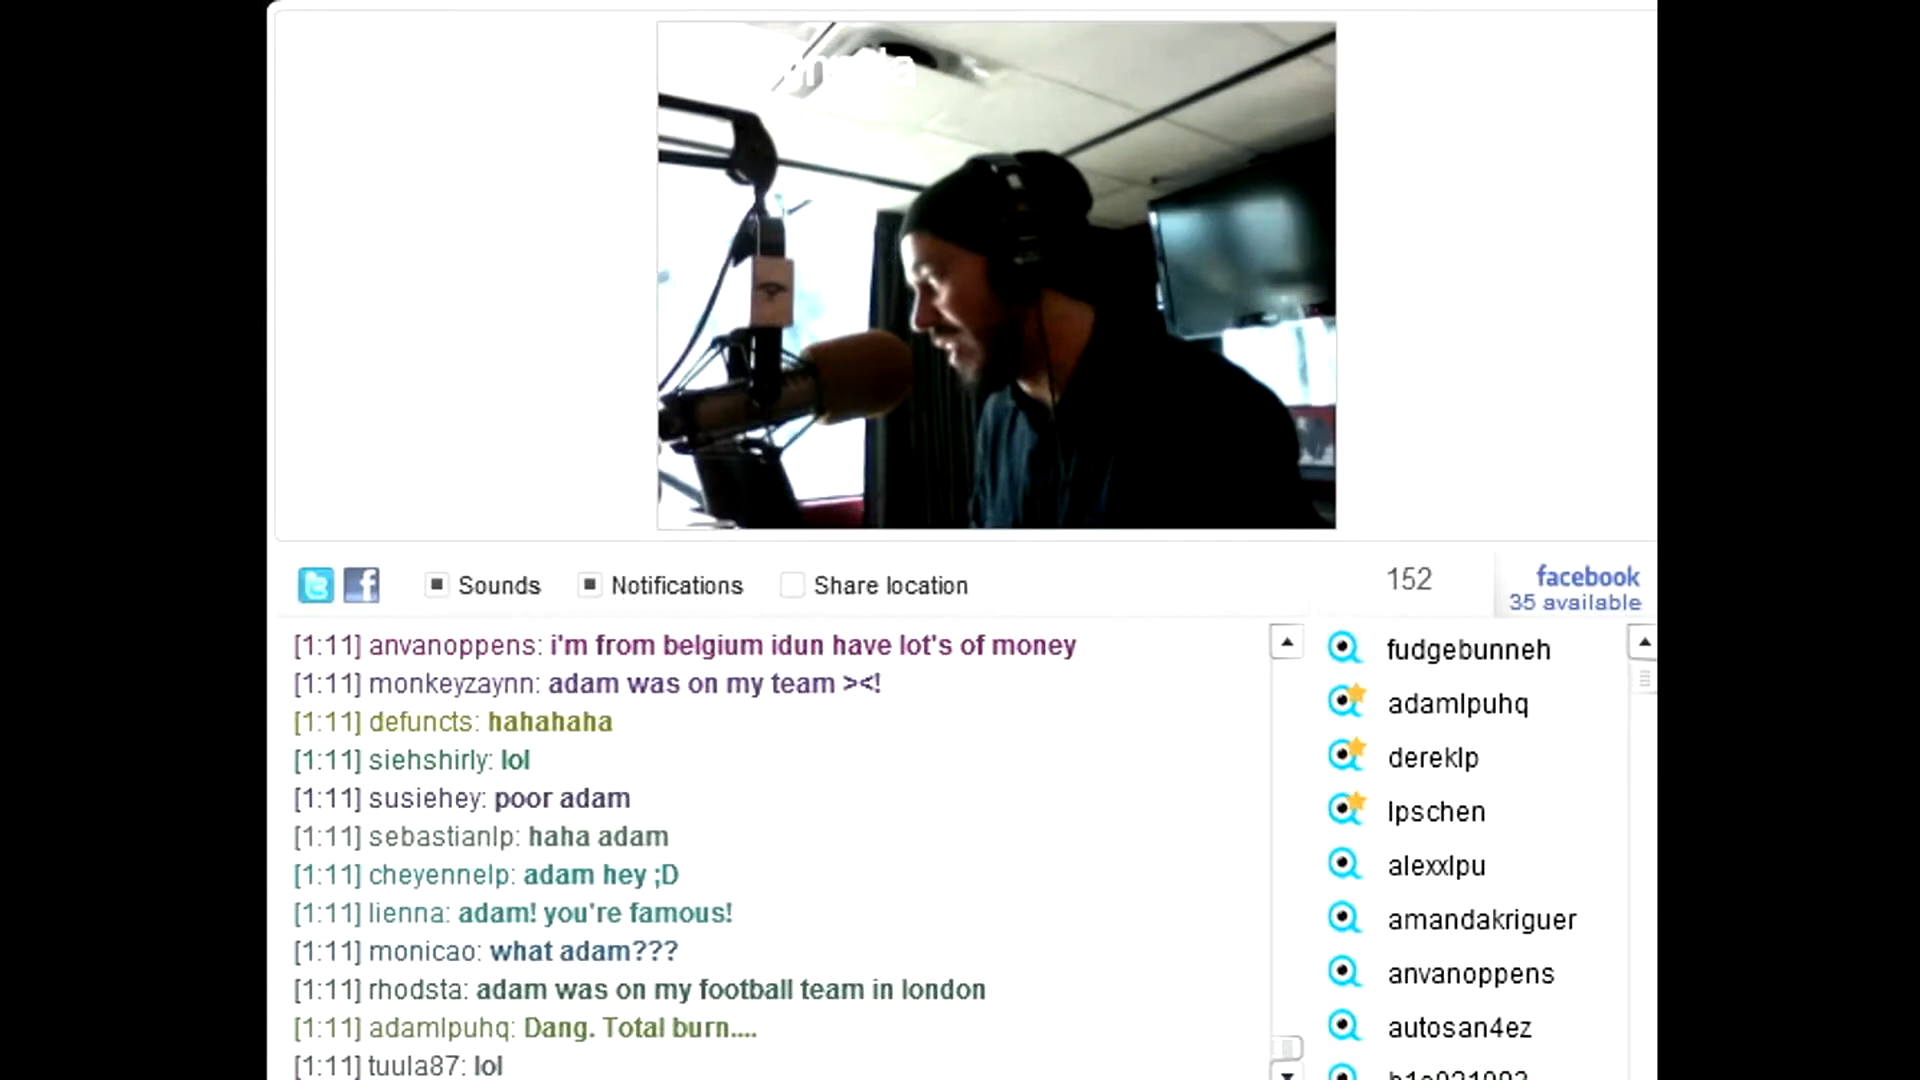 Sounds Notifications Share location 152 facebook
35 available
[1:11] anvanoppens: i'm from belgium idun have lot's of money
[1:11] monkeyzaynn: adam was on my team ><!
[1:11] defuncts: hahahaha
[1:11] siehshirly: lol
[1:11] susiehey: poor adam
[1:11] sebastianlp: haha adam
[1:11] cheyennelp: adam hey ;D
[1:11] lienna: adam! you're famous!
[1:11] monicao: what adam???
[1:11] rhodsta: adam was on my football team in london
[1:11] adamlpuhq: Dang. Total burn....
[1:11] tuula87: lol
fudgebunneh
adamlpuhq
dereklp
lpschen
alexxlpu
amandakriguer
anvanoppens
autosan4ez